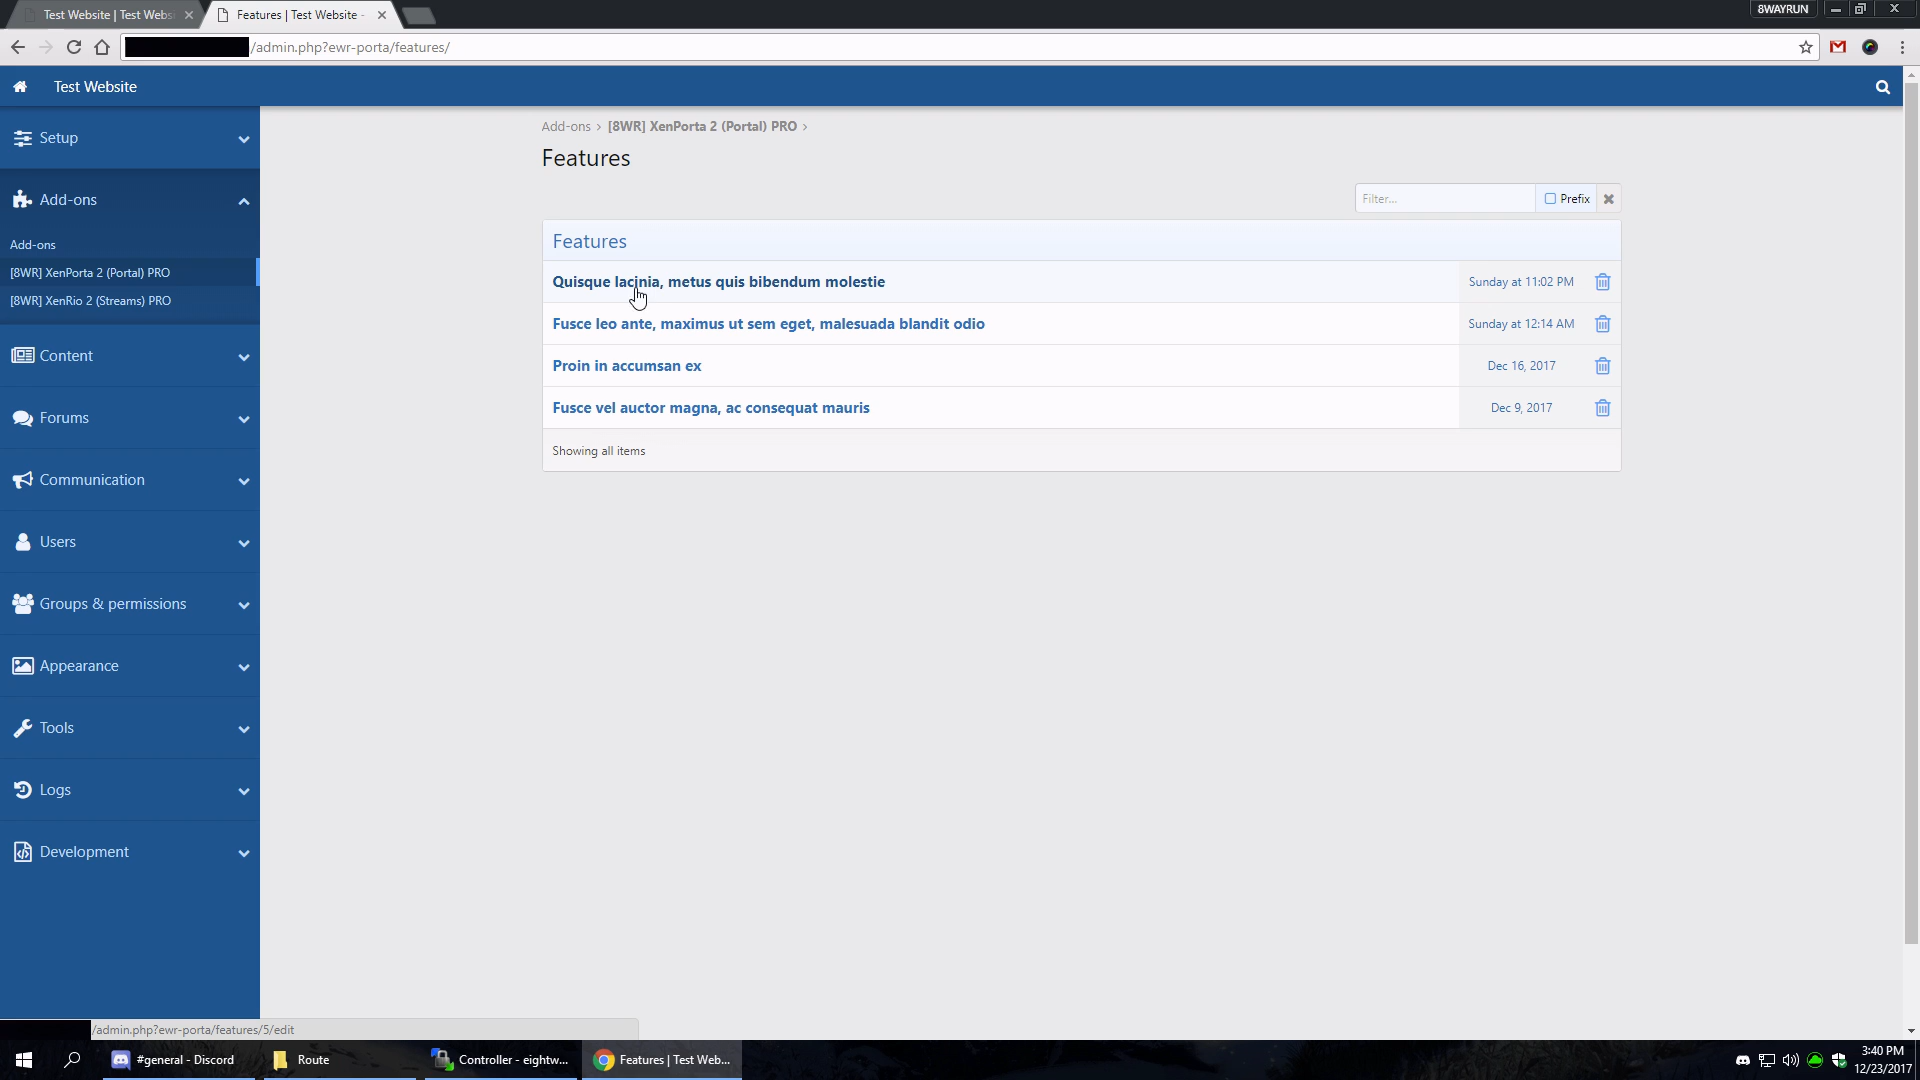 Test Website | Test Webs
Features | Test Website -
8WAYRUN
/admin.php?ewr-porta/features/
Test Website
Setup
Add-ons
Add-ons
[8WR] XenPorta 2 (Portal) PRO
[8WR] XenRio 2 (Streams) PRO
Content
Forums
Communication
Users
Groups & permissions
Appearance
Tools
Logs
Development
Add-ons › [8WR] XenPorta 2 (Portal) PRO ›
Features
Filter... Prefix
Features
Quisque lacinia, metus quis bibendum molestie Sunday at 11:02 PM
Fusce leo ante, maximus ut sem eget, malesuada blandit odio Sunday at 12:14 AM
Proin in accumsan ex Dec 16, 2017
Fusce vel auctor magna, ac consequat mauris Dec 9, 2017
Showing all items
/admin.php?ewr-porta/features/5/edit
#general - Discord
Route
Controller - eightw...
Features | Test Web...
3:40 PM
12/23/2017